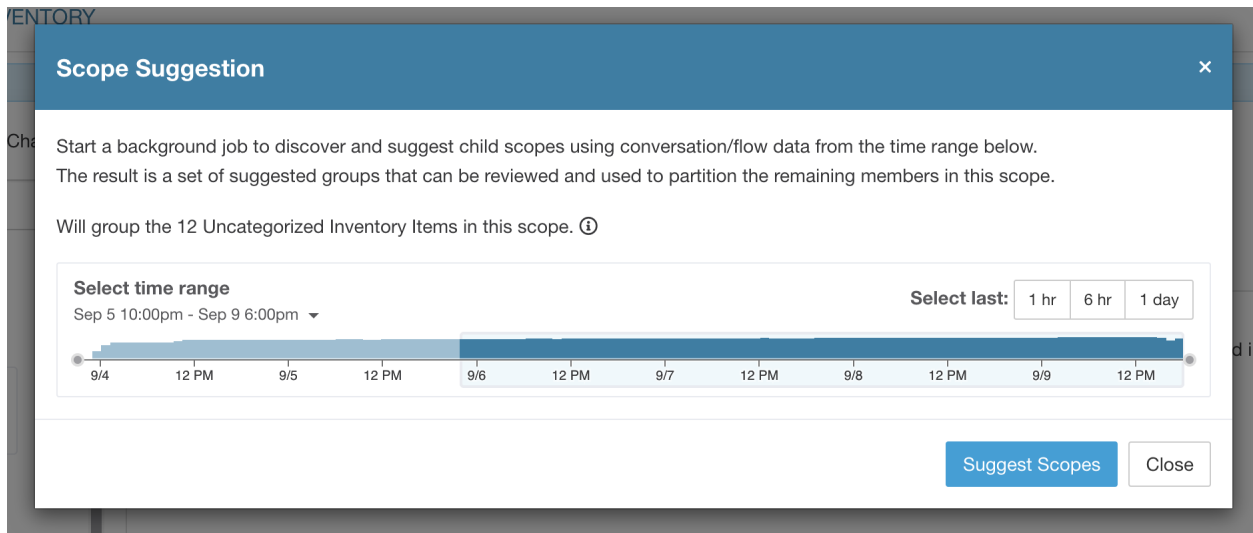 VENTORY
Scope Suggestion
×
Cha
Start a background job to discover and suggest child scopes using conversation/flow data from the time range below.
The result is a set of suggested groups that can be reviewed and used to partition the remaining members in this scope.
Will group the 12 Uncategorized Inventory Items in this scope.
Select time range
Select last: 1 hr 6 hr 1 day
Sep 5 10:00pm - Sep 9 6:00pm
d i
9/4 12 PM 9/5 12 PM 9/6 12 PM 9/7 12 PM 9/8 12 PM 9/9 12 PM
Suggest Scopes Close